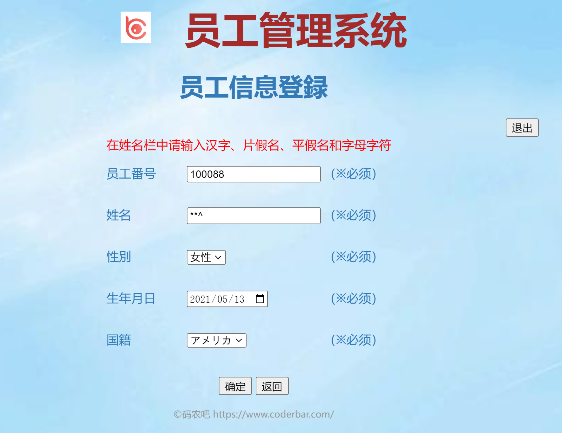 员工管理系统
员工信息登録
退出
在姓名栏中请输入汉字、片假名、平假名和字母字符
员工番号 100088 (※必须)
姓名 **^ (※必须)
性別 女性 (※必须)
生年月日 2021/05/13 (※必须)
国籍 アメリカ (※必须)
确定 返回
©码农吧 https://www.coderbar.com/